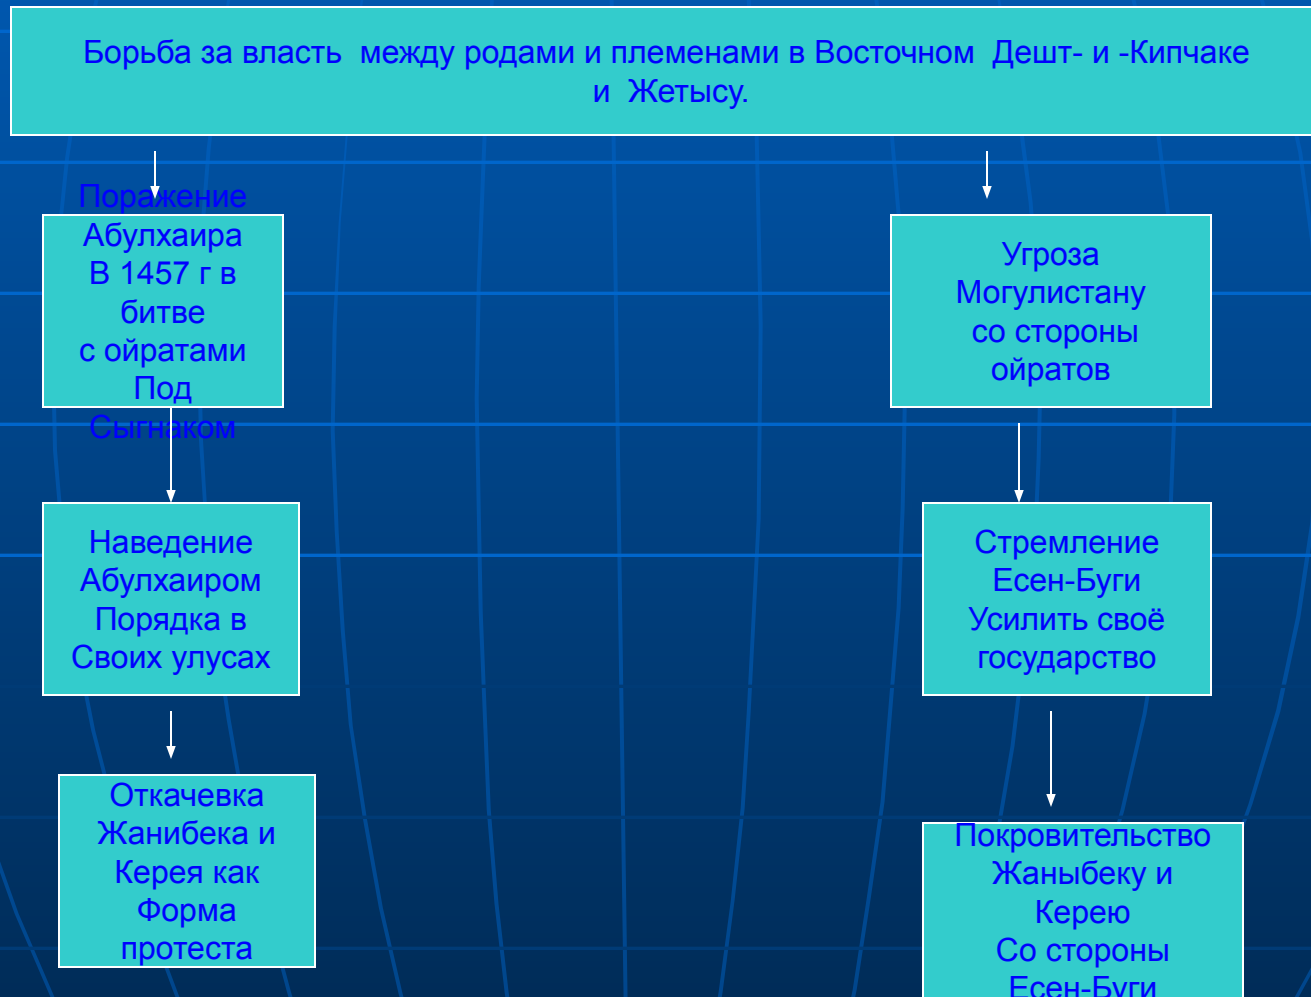 Борьба за власть между родами и племенами в Восточном Дешт- и -Кипчаке
и Жетысу.
Поражение
Абулхаира
В 1457 г в
битве
с ойратами
Под
Сыгнаком
Угроза
Могулистану
со стороны
ойратов
Наведение
Абулхаиром
Порядка в
Своих улусах
Стремление
Есен-Буги
Усилить своё
государство
Откачевка
Жанибека и
Керея как
Форма
протеста
Покровительство
Жаныбеку и
Керею
Со стороны
Есен-Буги